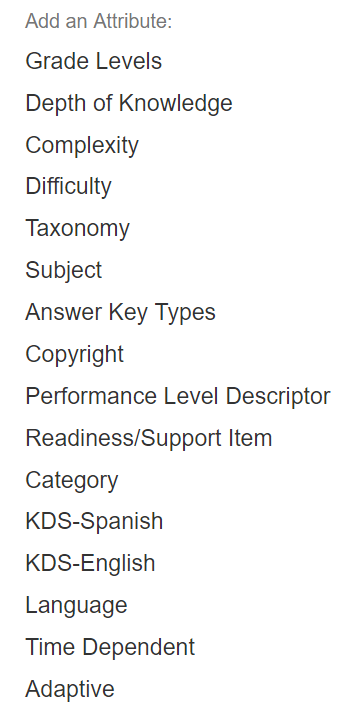 Add an Attribute:
Grade Levels
Depth of Knowledge
Complexity
Difficulty
Taxonomy
Subject
Answer Key Types
Copyright
Performance Level Descriptor
Readiness/Support Item
Category
KDS-Spanish
KDS-English
Language
Time Dependent
Adaptive